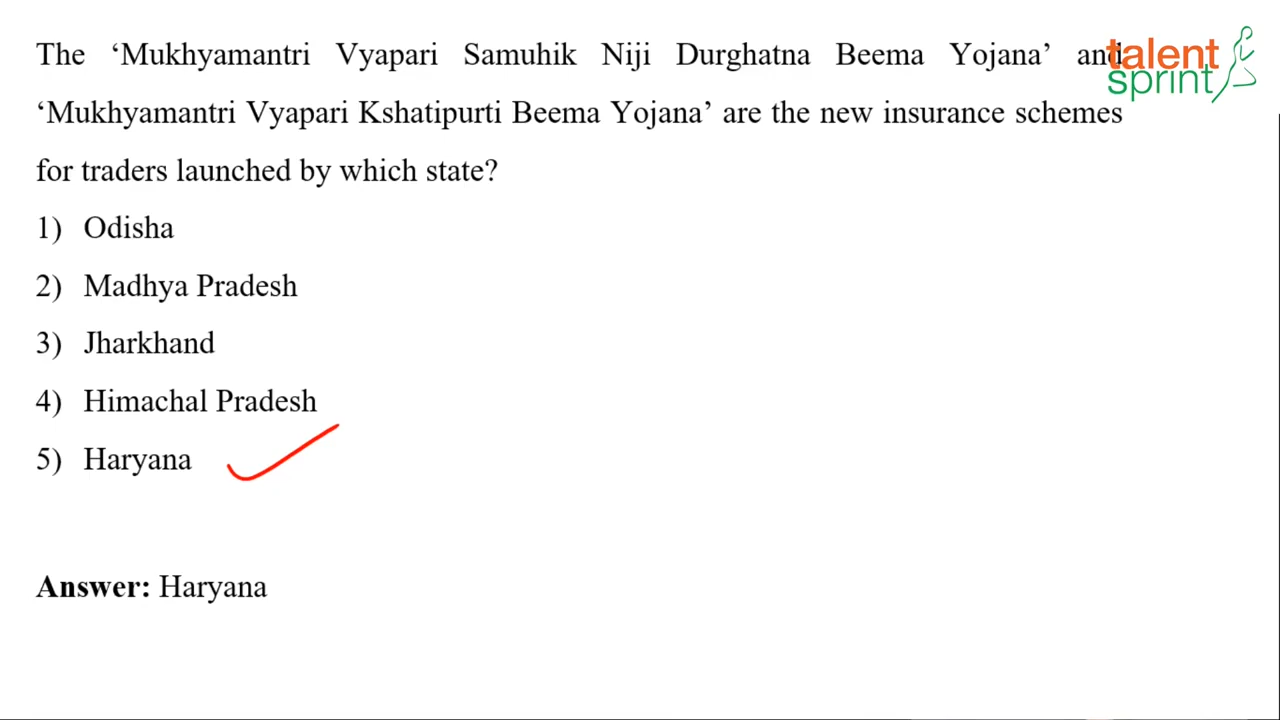 The ‘Mukhyamantri Vyapari Samuhik Niji Durghatna Beema Yojana’ and
‘Mukhyamantri Vyapari Kshatipurti Beema Yojana’ are the new insurance schemes
for traders launched by which state?
1) Odisha
2) Madhya Pradesh
3) Jharkhand
4) Himachal Pradesh
5) Haryana
Answer: Haryana
talent
sprint